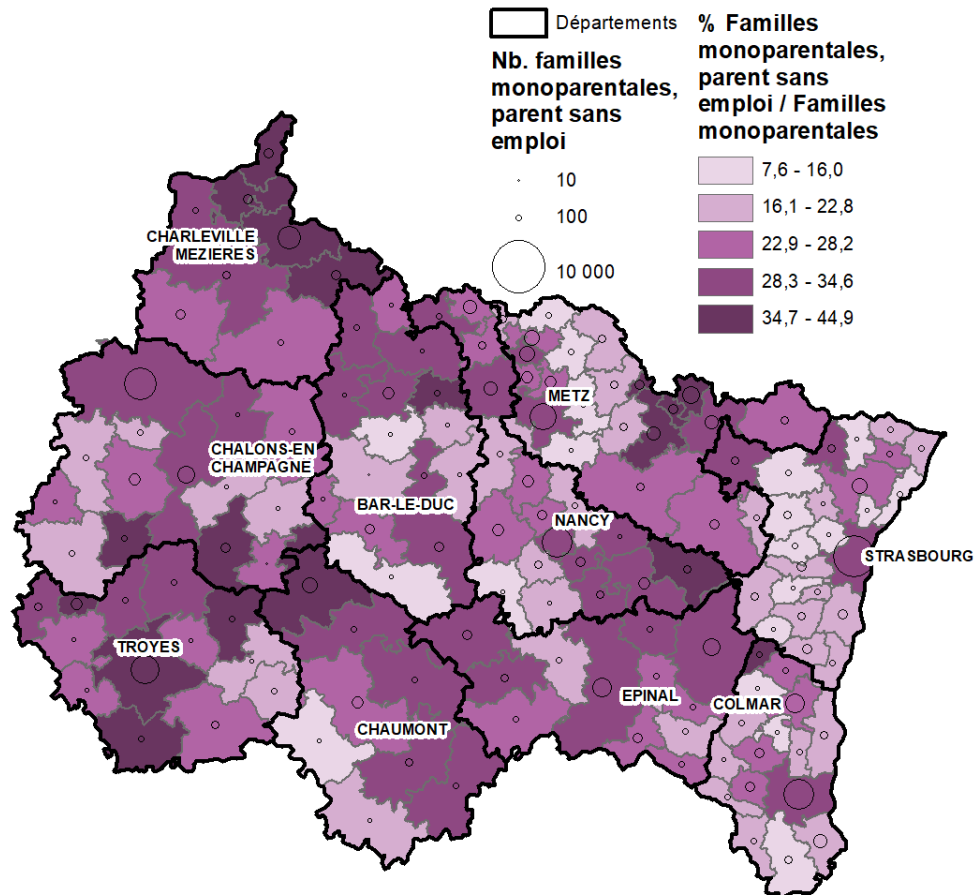 Départements
Nb. familles
monoparentales,
parent sans
emploi
10
100
10 000
% Familles
monoparentales,
parent sans
emploi / Familles
monoparentales
7,6 - 16,0
16,1 - 22,8
22,9 - 28,2
28,3 - 34,6
34,7 - 44,9
CHARLEVILLE
MEZIERES
METZ
CHALONS-EN
CHAMPAGNE
BAR-LE-DUC
NANCY
STRASBOURG
TROYES
EPINAL
COLMAR
CHAUMONT